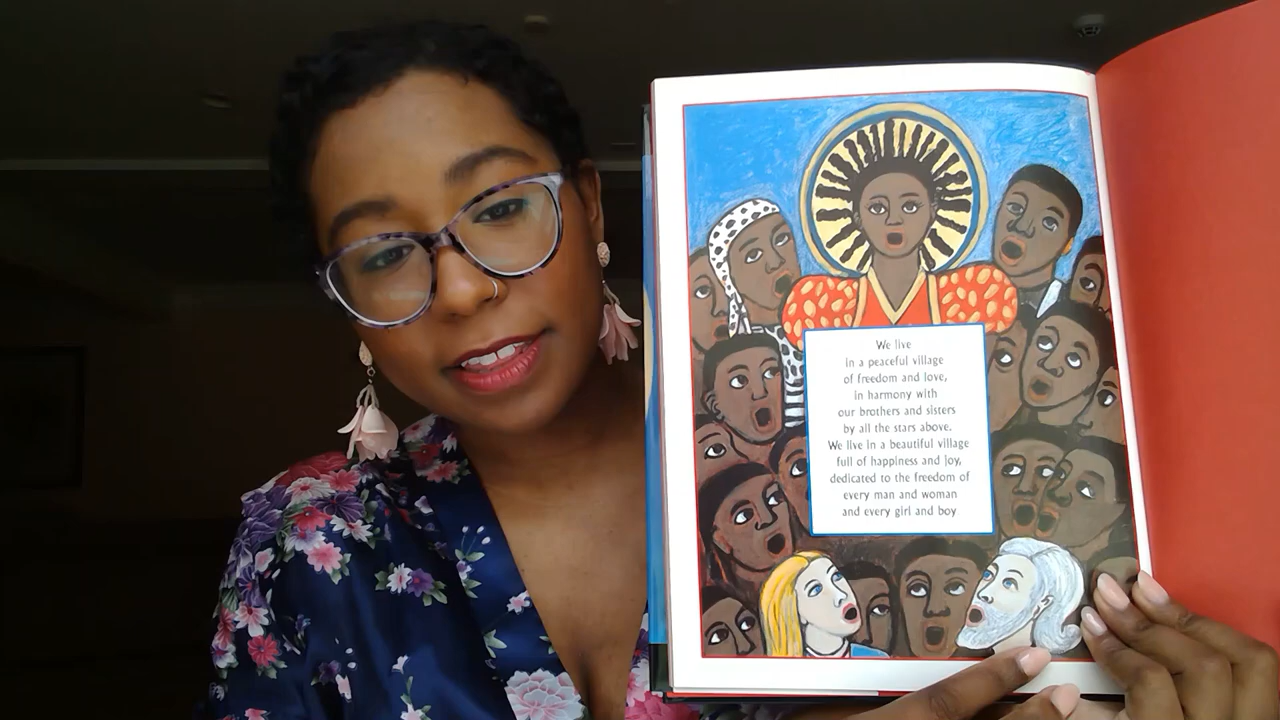 We live
in a peaceful village
of freedom and love,
in harmony with
our brothers and sisters
by all the stars above.
We live in a beautiful village
full of happiness and joy,
dedicated to the freedom of
every man and woman
and every girl and boy